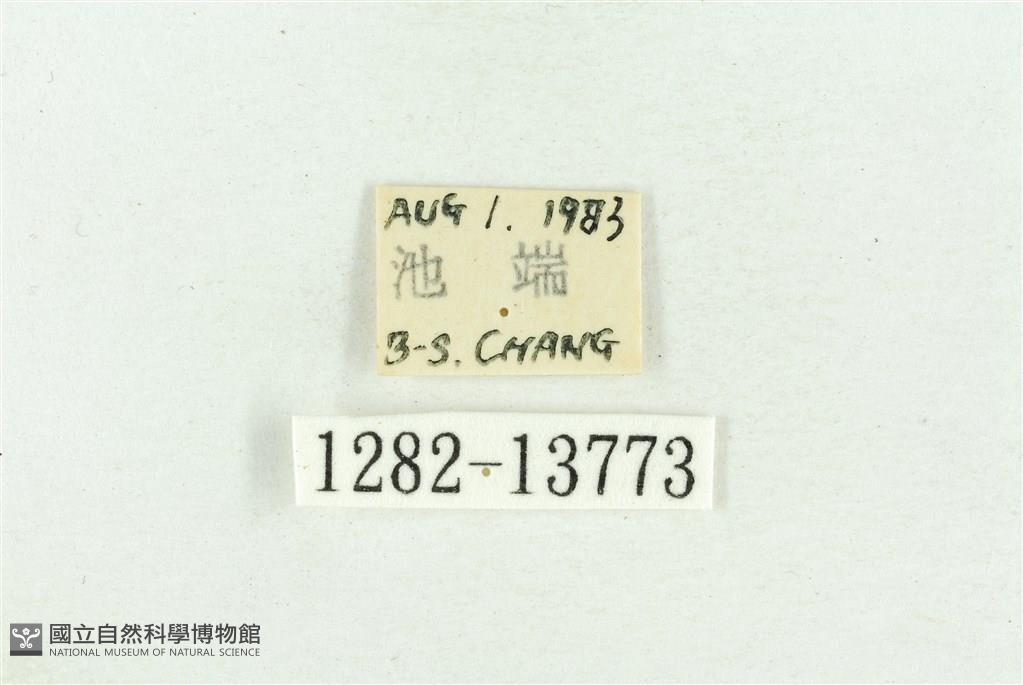 AUG 1. 1983
池 端
B-S. CHANG
1282-13773
國立自然科學博物館
NATIONAL MUSEUM OF NATURAL SCIENCE